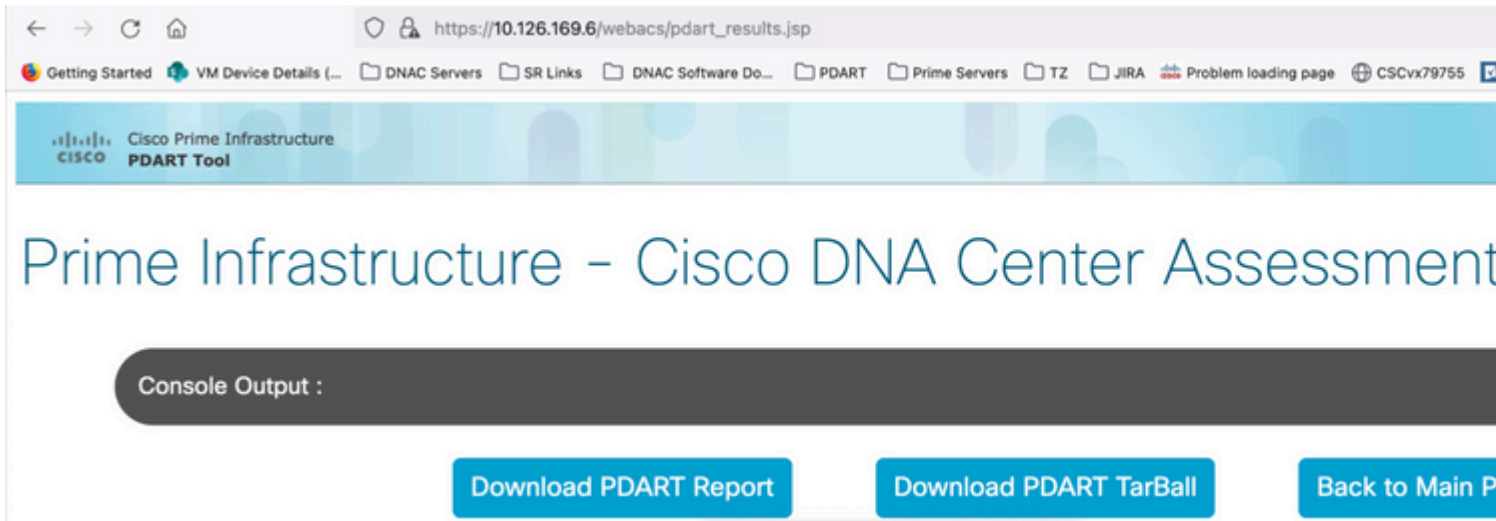 https://10.126.169.6/webacs/pdart_results.jsp
Getting Started VM Device Details (... DNAC Servers SR Links DNAC Software Do... PDART Prime Servers TZ JIRA Problem loading page CSCvx79755
Cisco Prime Infrastructure
CISCO PDART Tool
Prime Infrastructure - Cisco DNA Center Assessment
Console Output :
Download PDART Report Download PDART TarBall Back to Main P